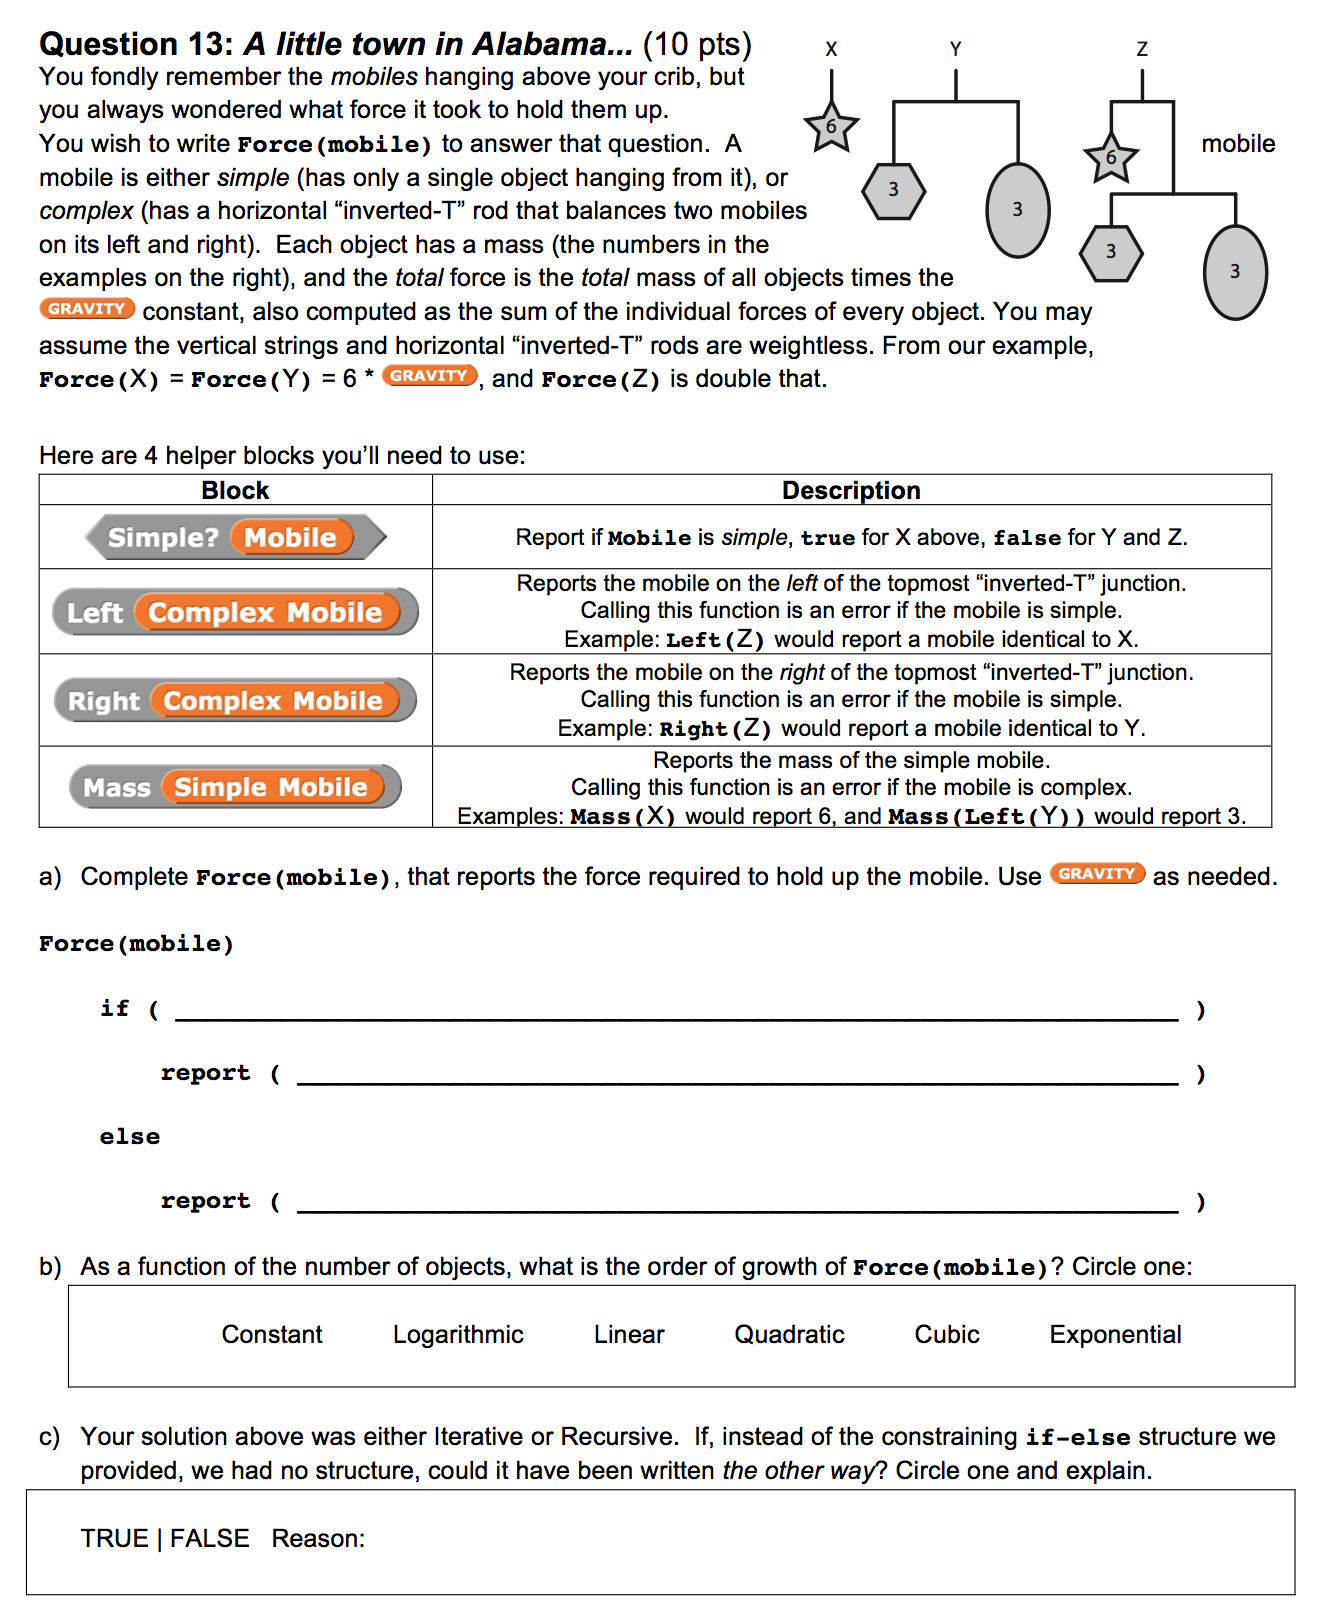 Question 13: A little town in Alabama... (10 pts)
You fondly remember the mobiles hanging above your crib, but
you always wondered what force it took to hold them up.
You wish to write Force(mobile) to answer that question.  A
mobile is either simple (has only a single object hanging from it), or
complex (has a horizontal “inverted-T” rod that balances two mobiles
on its left and right).  Each object has a mass (the numbers in the
examples on the right), and the total force is the total mass of all objects times the
GRAVITY constant, also computed as the sum of the individual forces of every object. You may
assume the vertical strings and horizontal “inverted-T” rods are weightless. From our example,
Force(X) = Force(Y) = 6 * GRAVITY, and Force(Z) is double that.
X Y Z
6
3
3
6
mobile
3
3
Here are 4 helper blocks you’ll need to use:
Block Description
Simple? Mobile
Report if Mobile is simple, true for X above, false for Y and Z.
Left Complex Mobile
Reports the mobile on the left of the topmost “inverted-T” junction.
Calling this function is an error if the mobile is simple.
Example: Left(Z) would report a mobile identical to X.
Right Complex Mobile
Reports the mobile on the right of the topmost “inverted-T” junction.
Calling this function is an error if the mobile is simple.
Example: Right(Z) would report a mobile identical to Y.
Mass Simple Mobile
Reports the mass of the simple mobile.
Calling this function is an error if the mobile is complex.
Examples: Mass(X) would report 6, and Mass(Left(Y)) would report 3.
a) Complete Force(mobile), that reports the force required to hold up the mobile. Use GRAVITY as needed.
Force(mobile)
if ( ______ )
report ( ______ )
else
report ( ______ )
b) As a function of the number of objects, what is the order of growth of Force(mobile)? Circle one:
Constant Logarithmic Linear Quadratic Cubic Exponential
c) Your solution above was either Iterative or Recursive.  If, instead of the constraining if-else structure we
provided, we had no structure, could it have been written the other way? Circle one and explain.
TRUE | FALSE Reason: